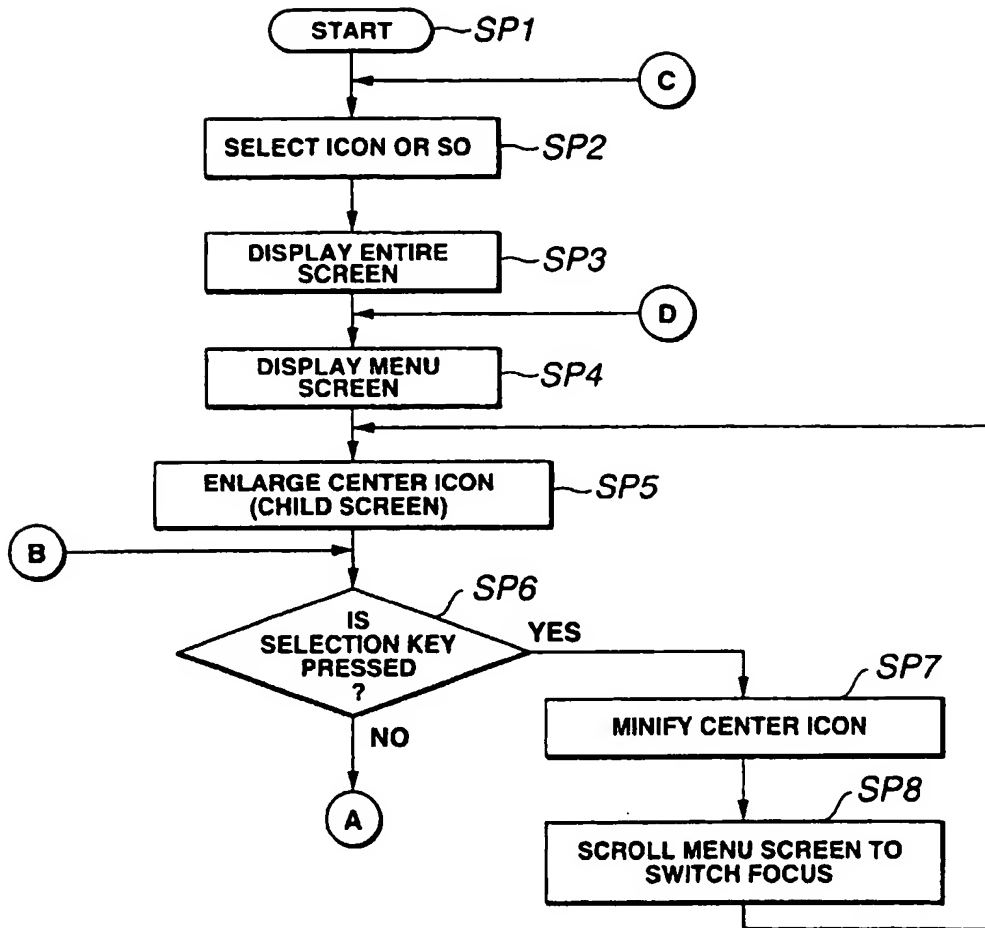 START
SP1
C
SELECT ICON OR SO
SP2
DISPLAY ENTIRE
SCREEN
SP3
D
DISPLAY MENU
SCREEN
SP4
ENLARGE CENTER ICON
(CHILD SCREEN)
SP5
B
IS
SELECTION KEY
PRESSED
?
SP6
YES
NO
A
SP7
MINIFY CENTER ICON
SP8
SCROLL MENU SCREEN TO
SWITCH FOCUS